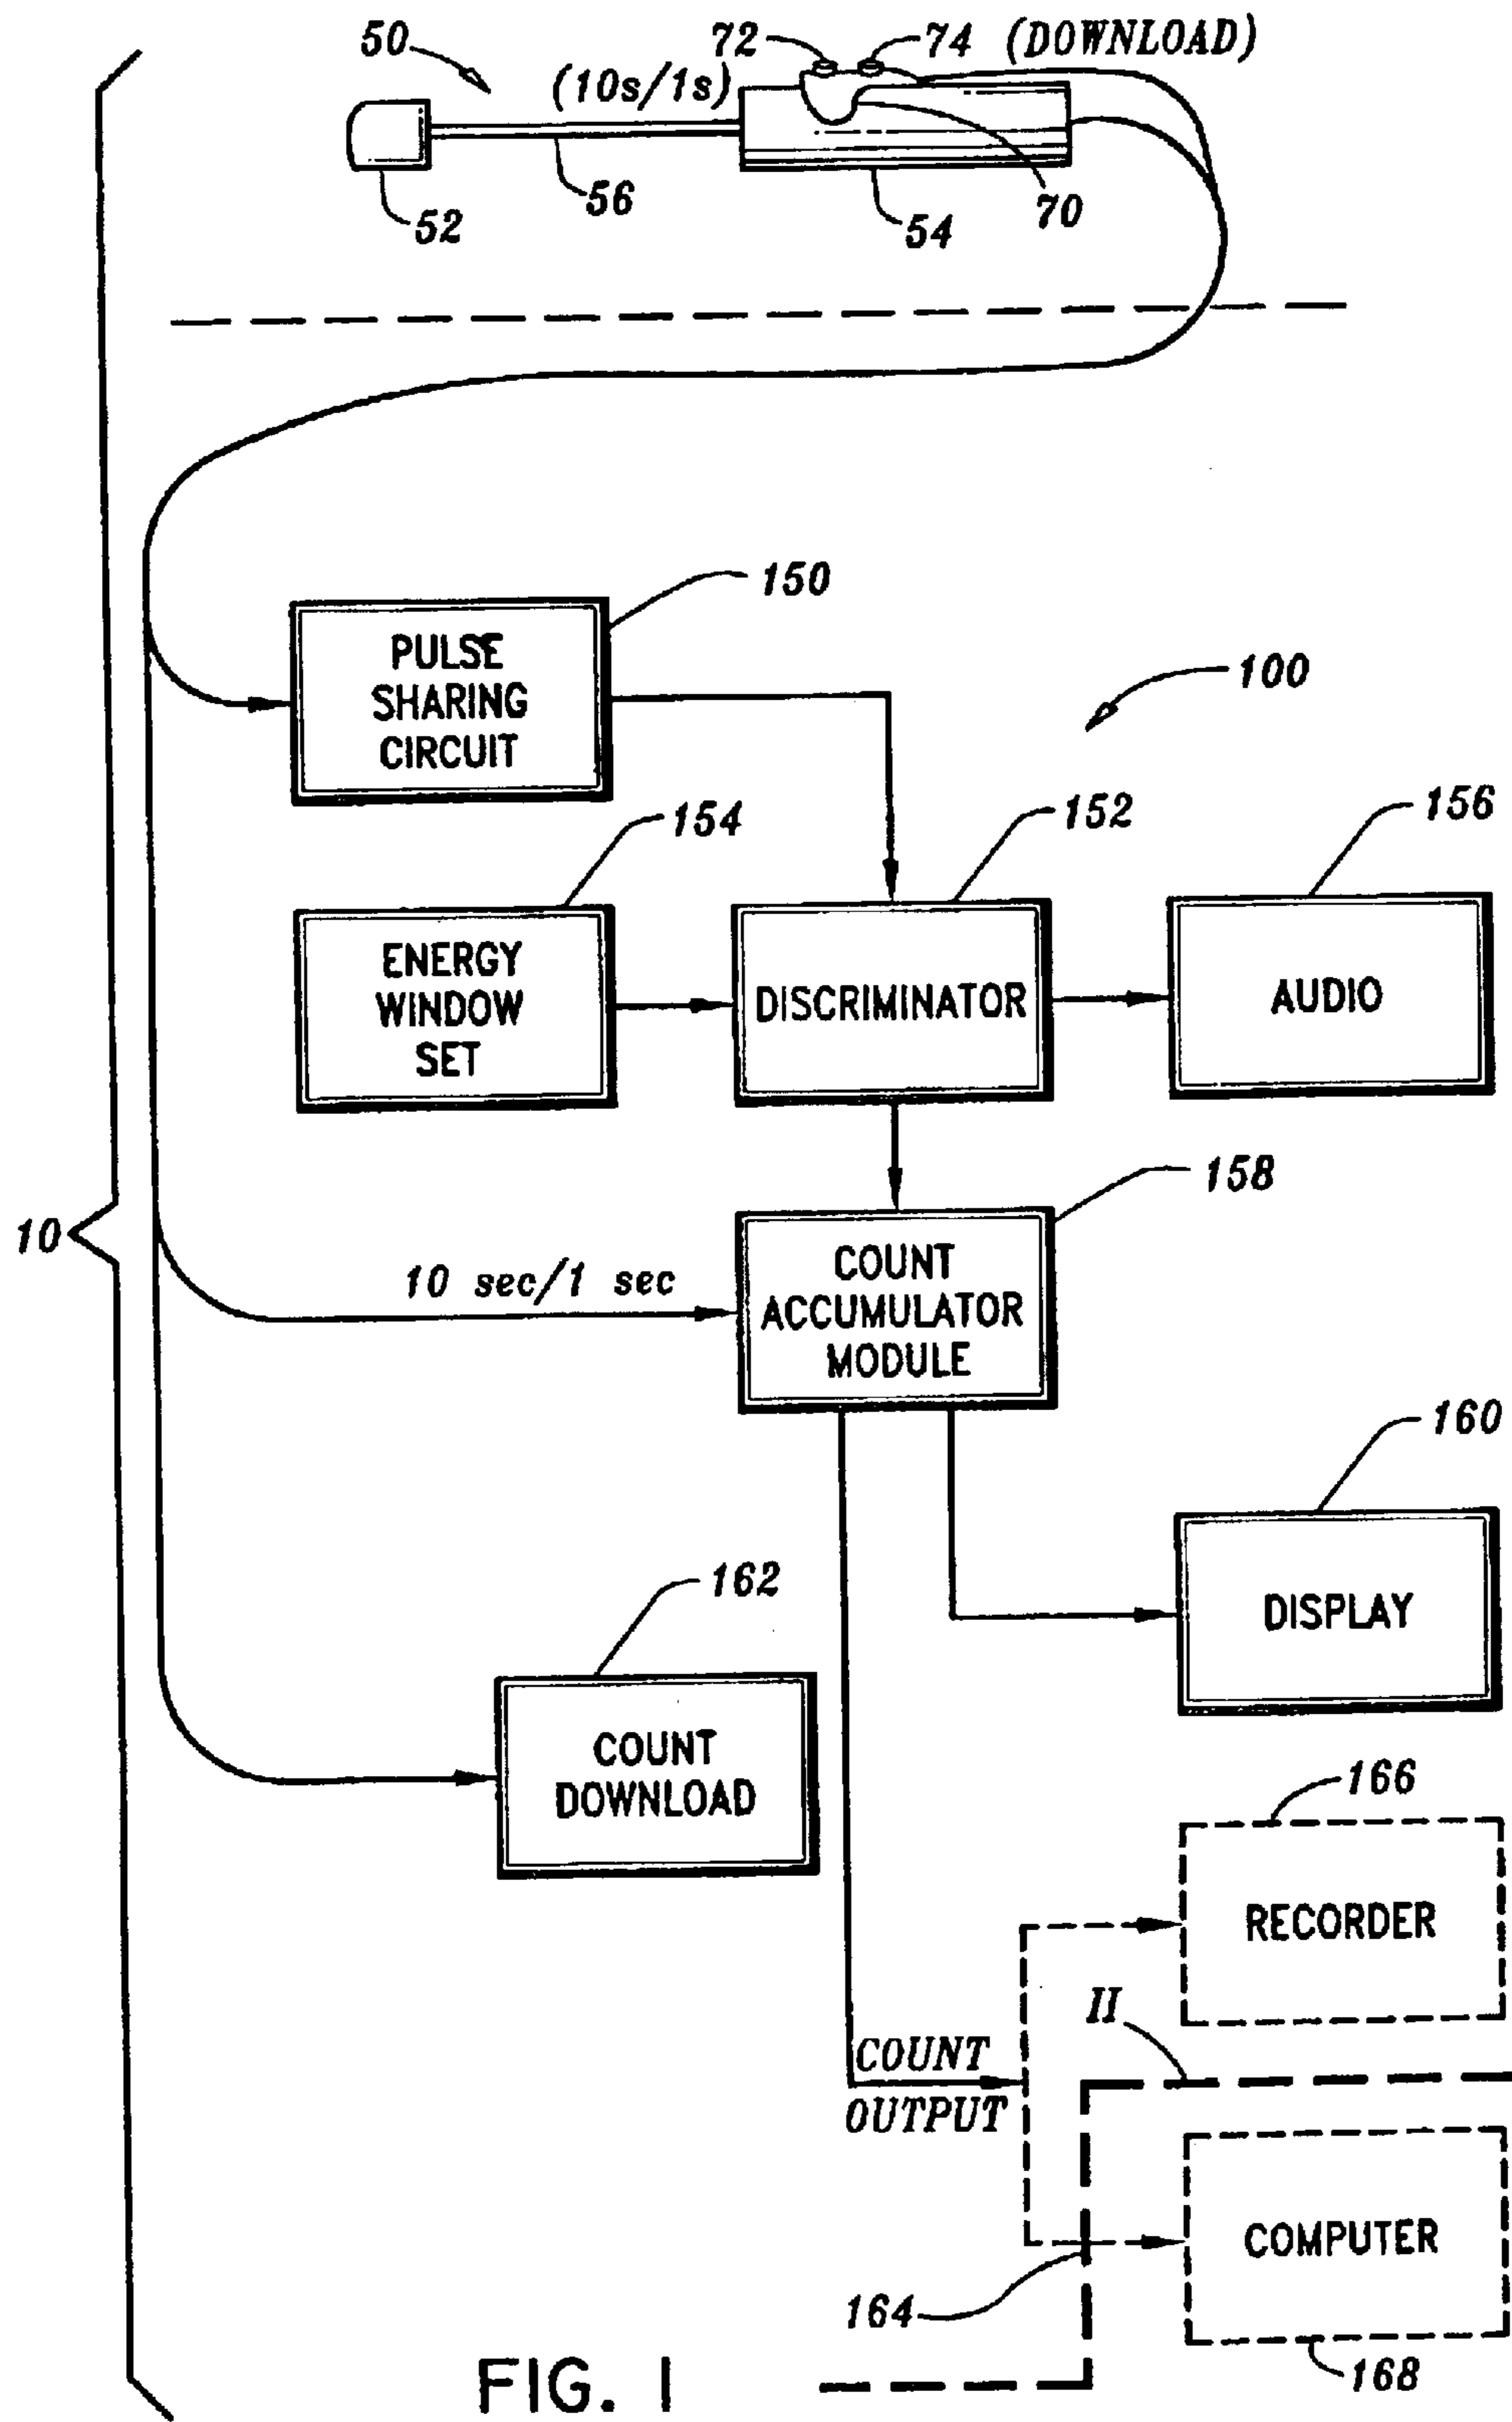 50
72
74 (DOWNLOAD)
(10s/1s)
52
56
54
70
150
PULSE
SHARING
CIRCUIT
100
154
152
156
ENERGY
WINDOW
SET
DISCRIMINATOR
AUDIO
158
10
10 sec/1 sec
COUNT
ACCUMULATOR
MODULE
160
DISPLAY
162
COUNT
DOWNLOAD
166
RECORDER
II
COUNT
OUTPUT
COMPUTER
164
168
FIG. 1